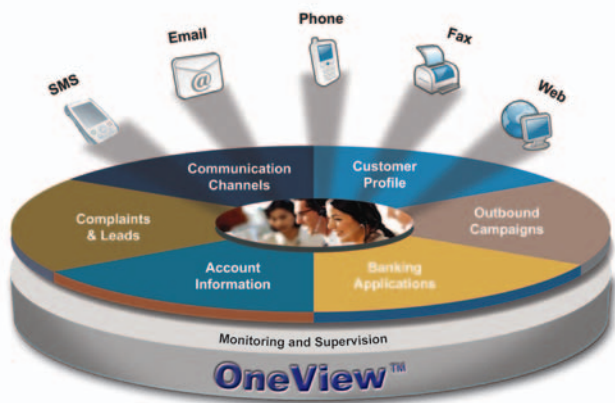 Phone
Email
Fax
SMS
Web
Communication
Channels
Customer
Profile
Complaints
& Leads
Outbound
Campaigns
Account
Information
Banking
Applications
Monitoring and Supervision
OneView™